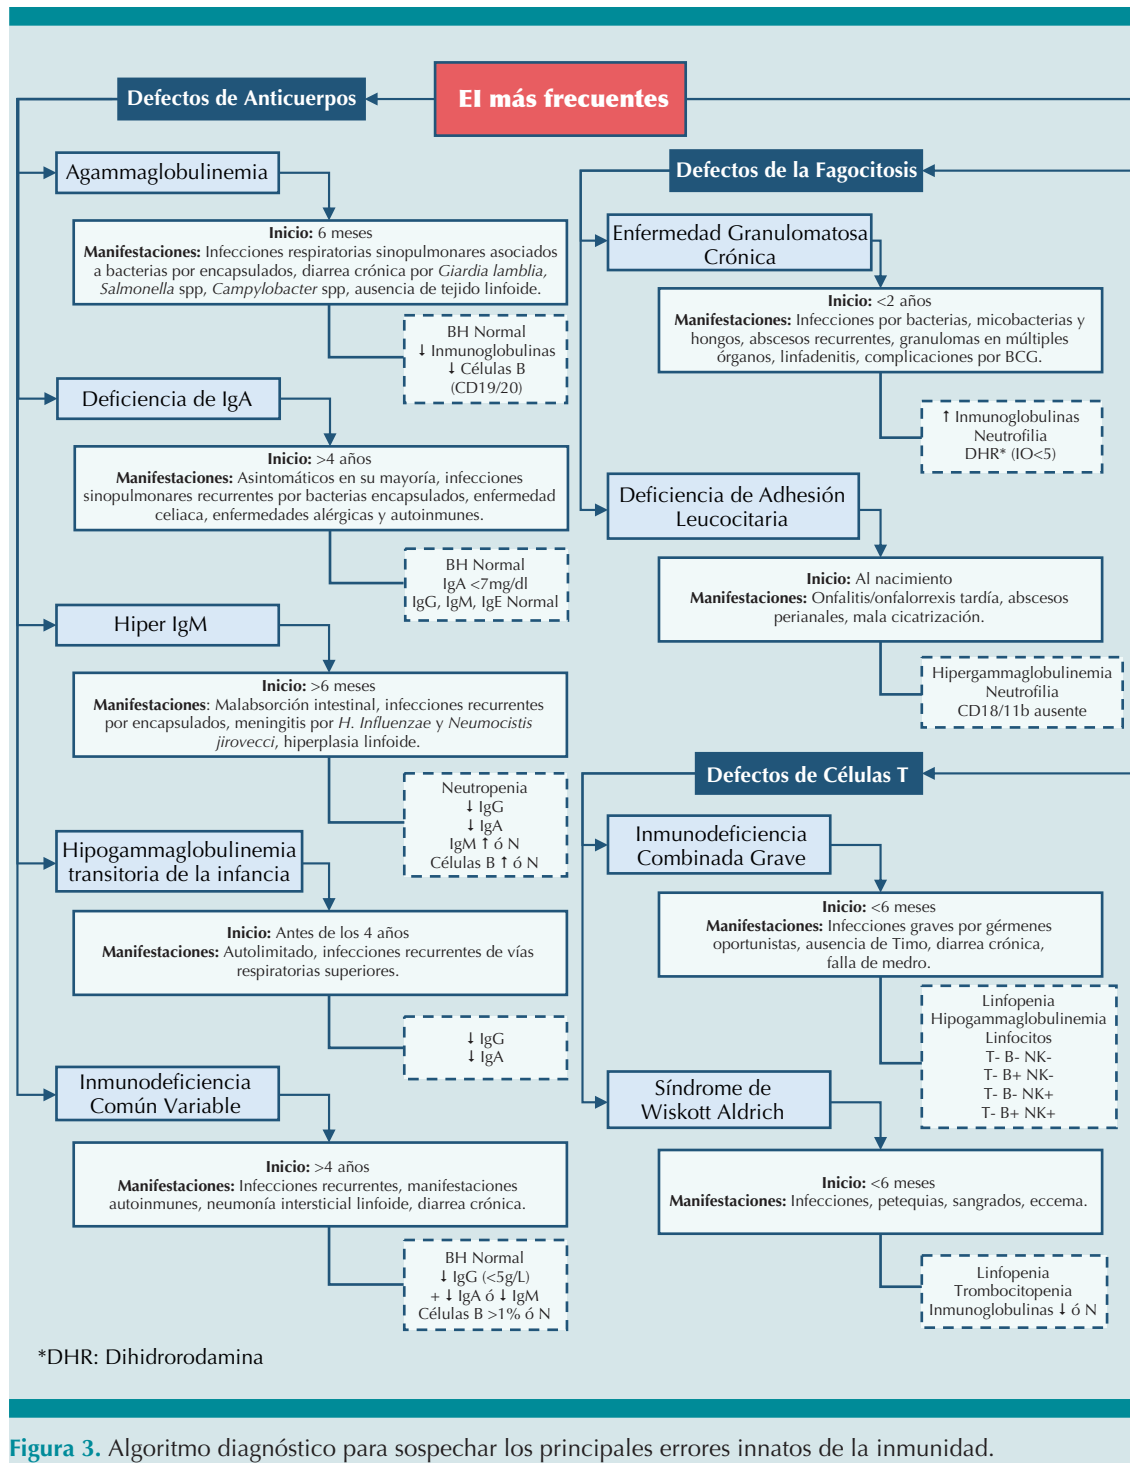 EI más frecuentes
Defectos de Anticuerpos
Agammaglobulinemia
Inicio: 6 meses
Manifestaciones: Infecciones respiratorias sinopulmonares asociados
a bacterias por encapsulados, diarrea crónica por Giardia lamblia,
Salmonella spp, Campylobacter spp, ausencia de tejido linfoide.
BH Normal
↓ Inmunoglobulinas
↓ Células B
(CD19/20)
Deficiencia de IgA
Inicio: >4 años
Manifestaciones: Asintomáticos en su mayoría, infecciones
sinopulmonares recurrentes por bacterias encapsulados, enfermedad
celiaca, enfermedades alérgicas y autoinmunes.
BH Normal
IgA <7mg/dl
IgG, IgM, IgE Normal
Hiper IgM
Inicio: >6 meses
Manifestaciones: Malabsorción intestinal, infecciones recurrentes
por encapsulados, meningitis por H. Influenzae y Neumocistis
jirovecci, hiperplasia linfoide.
Neutropenia
↓ IgG
↓ IgA
IgM ↑ ó N
Células B ↑ ó N
Hipogammaglobulinemia
transitoria de la infancia
Inicio: Antes de los 4 años
Manifestaciones: Autolimitado, infecciones recurrentes de vías
respiratorias superiores.
↓ IgG
↓ IgA
Inmunodeficiencia
Común Variable
Inicio: >4 años
Manifestaciones: Infecciones recurrentes, manifestaciones
autoinmunes, neumonía intersticial linfoide, diarrea crónica.
BH Normal
↓ IgG (<5g/L)
+ ↓ IgA ó ↓ IgM
Células B >1% ó N
Defectos de la Fagocitosis
Enfermedad Granulomatosa
Crónica
Inicio: <2 años
Manifestaciones: Infecciones por bacterias, micobacterias y
hongos, abscesos recurrentes, granulomas en múltiples
órganos, linfadenitis, complicaciones por BCG.
↑ Inmunoglobulinas
Neutrofilia
DHR* (IO<5)
Deficiencia de Adhesión
Leucocitaria
Inicio: Al nacimiento
Manifestaciones: Onfalitis/onfalorrexis tardía, abscesos
perianales, mala cicatrización.
Hipergammaglobulinemia
Neutrofilia
CD18/11b ausente
Defectos de Células T
Inmunodeficiencia
Combinada Grave
Inicio: <6 meses
Manifestaciones: Infecciones graves por gérmenes
oportunistas, ausencia de Timo, diarrea crónica,
falla de medro.
Linfopenia
Hipogammaglobulinemia
Linfocitos
T- B- NK-
T- B+ NK-
T- B- NK+
T- B+ NK+
Síndrome de
Wiskott Aldrich
Inicio: <6 meses
Manifestaciones: Infecciones, petequias, sangrados, eccema.
Linfopenia
Trombocitopenia
Inmunoglobulinas ↓ ó N
*DHR: Dihidrorodamina
Figura 3. Algoritmo diagnóstico para sospechar los principales errores innatos de la inmunidad.